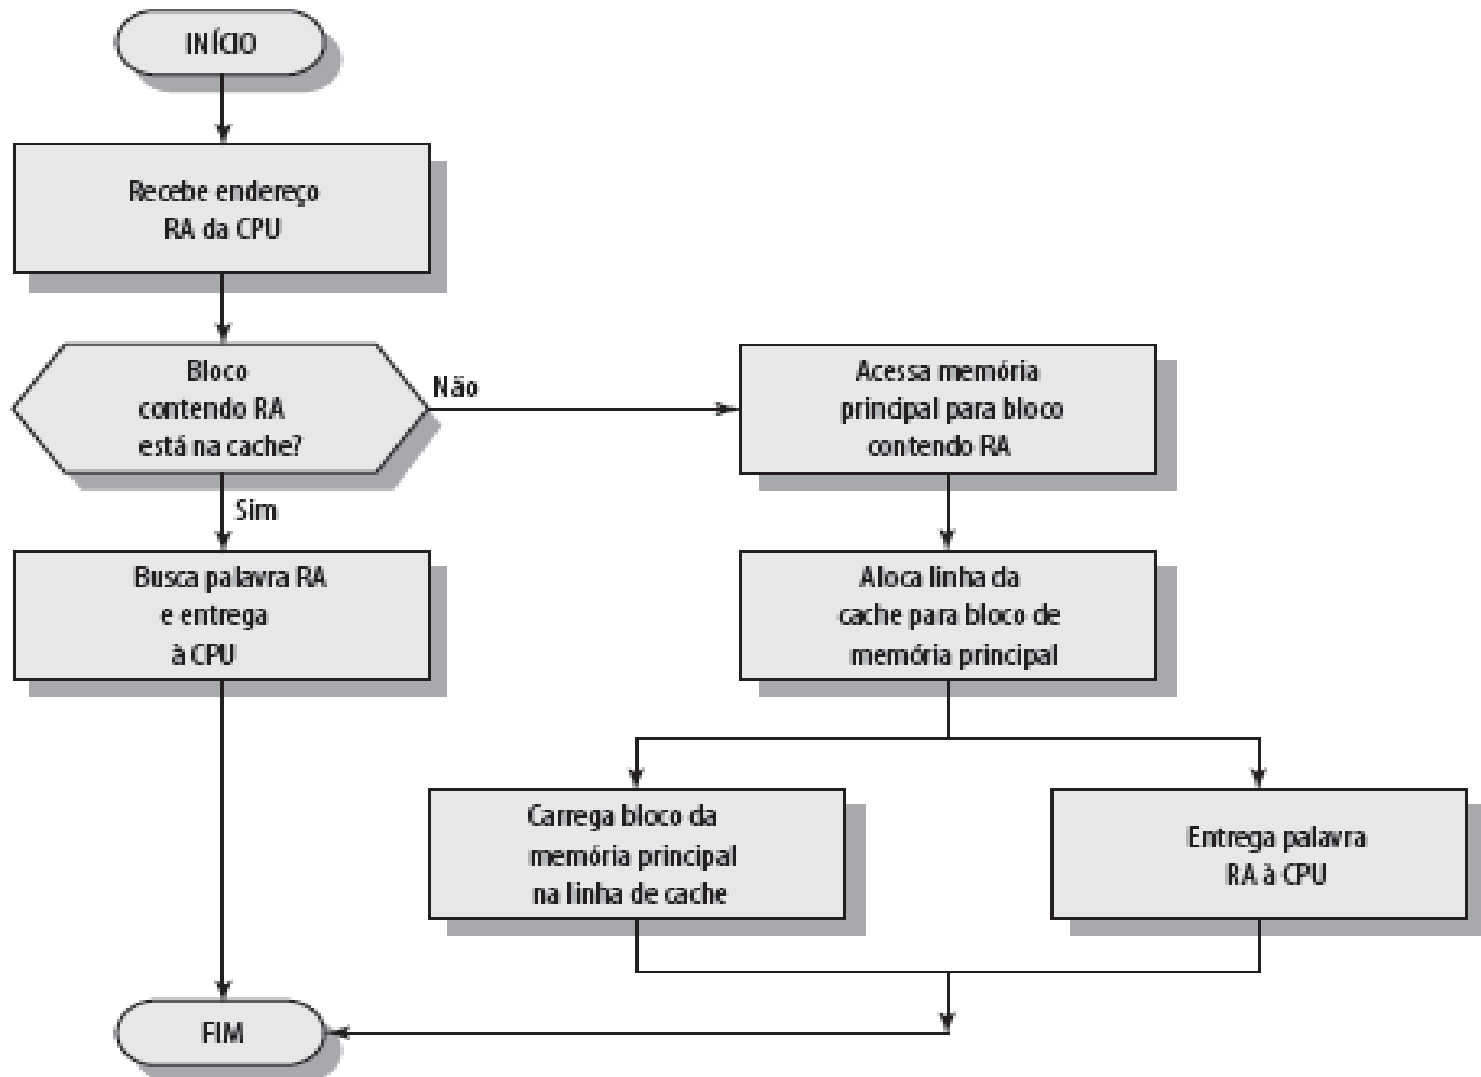 INÍCIO
Recebe endereço
RA da CPU
Bloco
contendo RA
está na cache?
Não
Acessa memória
principal para bloco
contendo RA
Sim
Busca palavra RA
e entrega
à CPU
Aloca linha da
cache para bloco de
memória principal
Carrega bloco da
memória principal
na linha de cache
Entrega palavra
RA à CPU
FIM